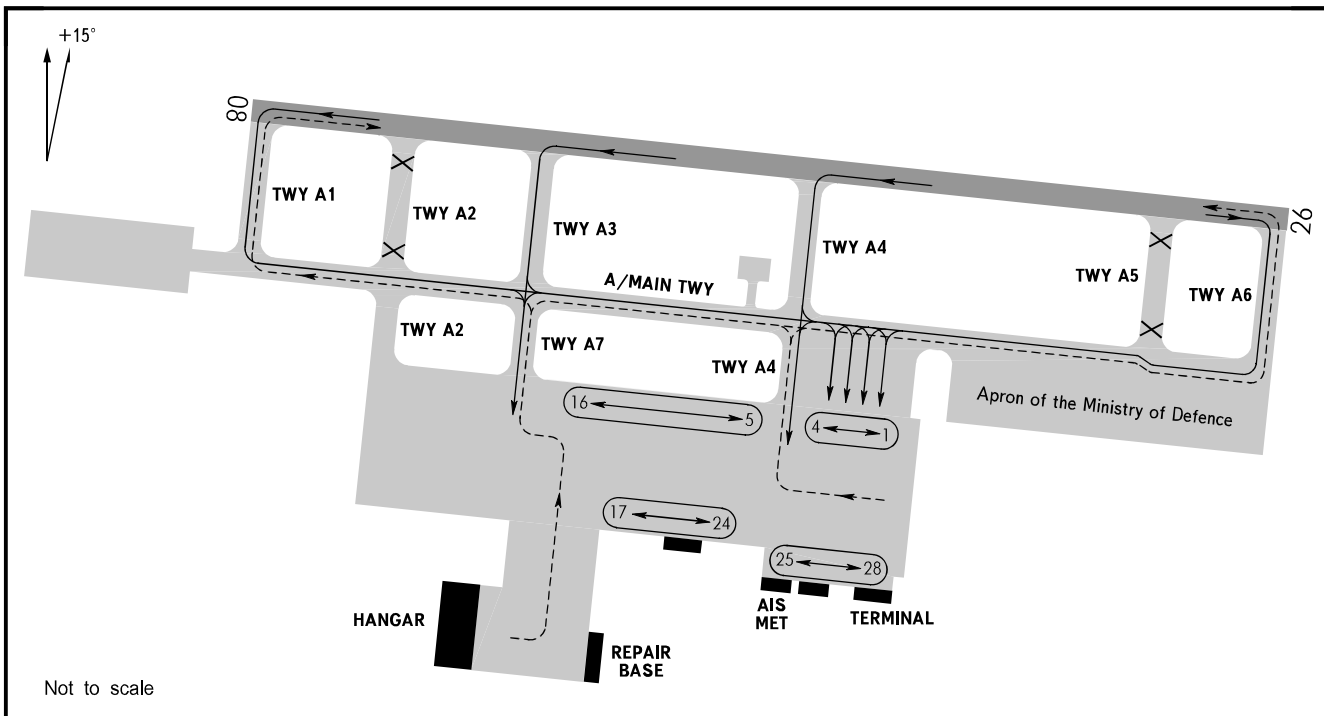 +15°
08
26
TWY A1
TWY A2
TWY A3
TWY A4
TWY A5
TWY A6
A/MAIN TWY
TWY A2
TWY A7
TWY A4
Apron of the Ministry of Defence
16 5
4 1
17 24
25 28
HANGAR
AIS
MET
TERMINAL
REPAIR
BASE
Not to scale